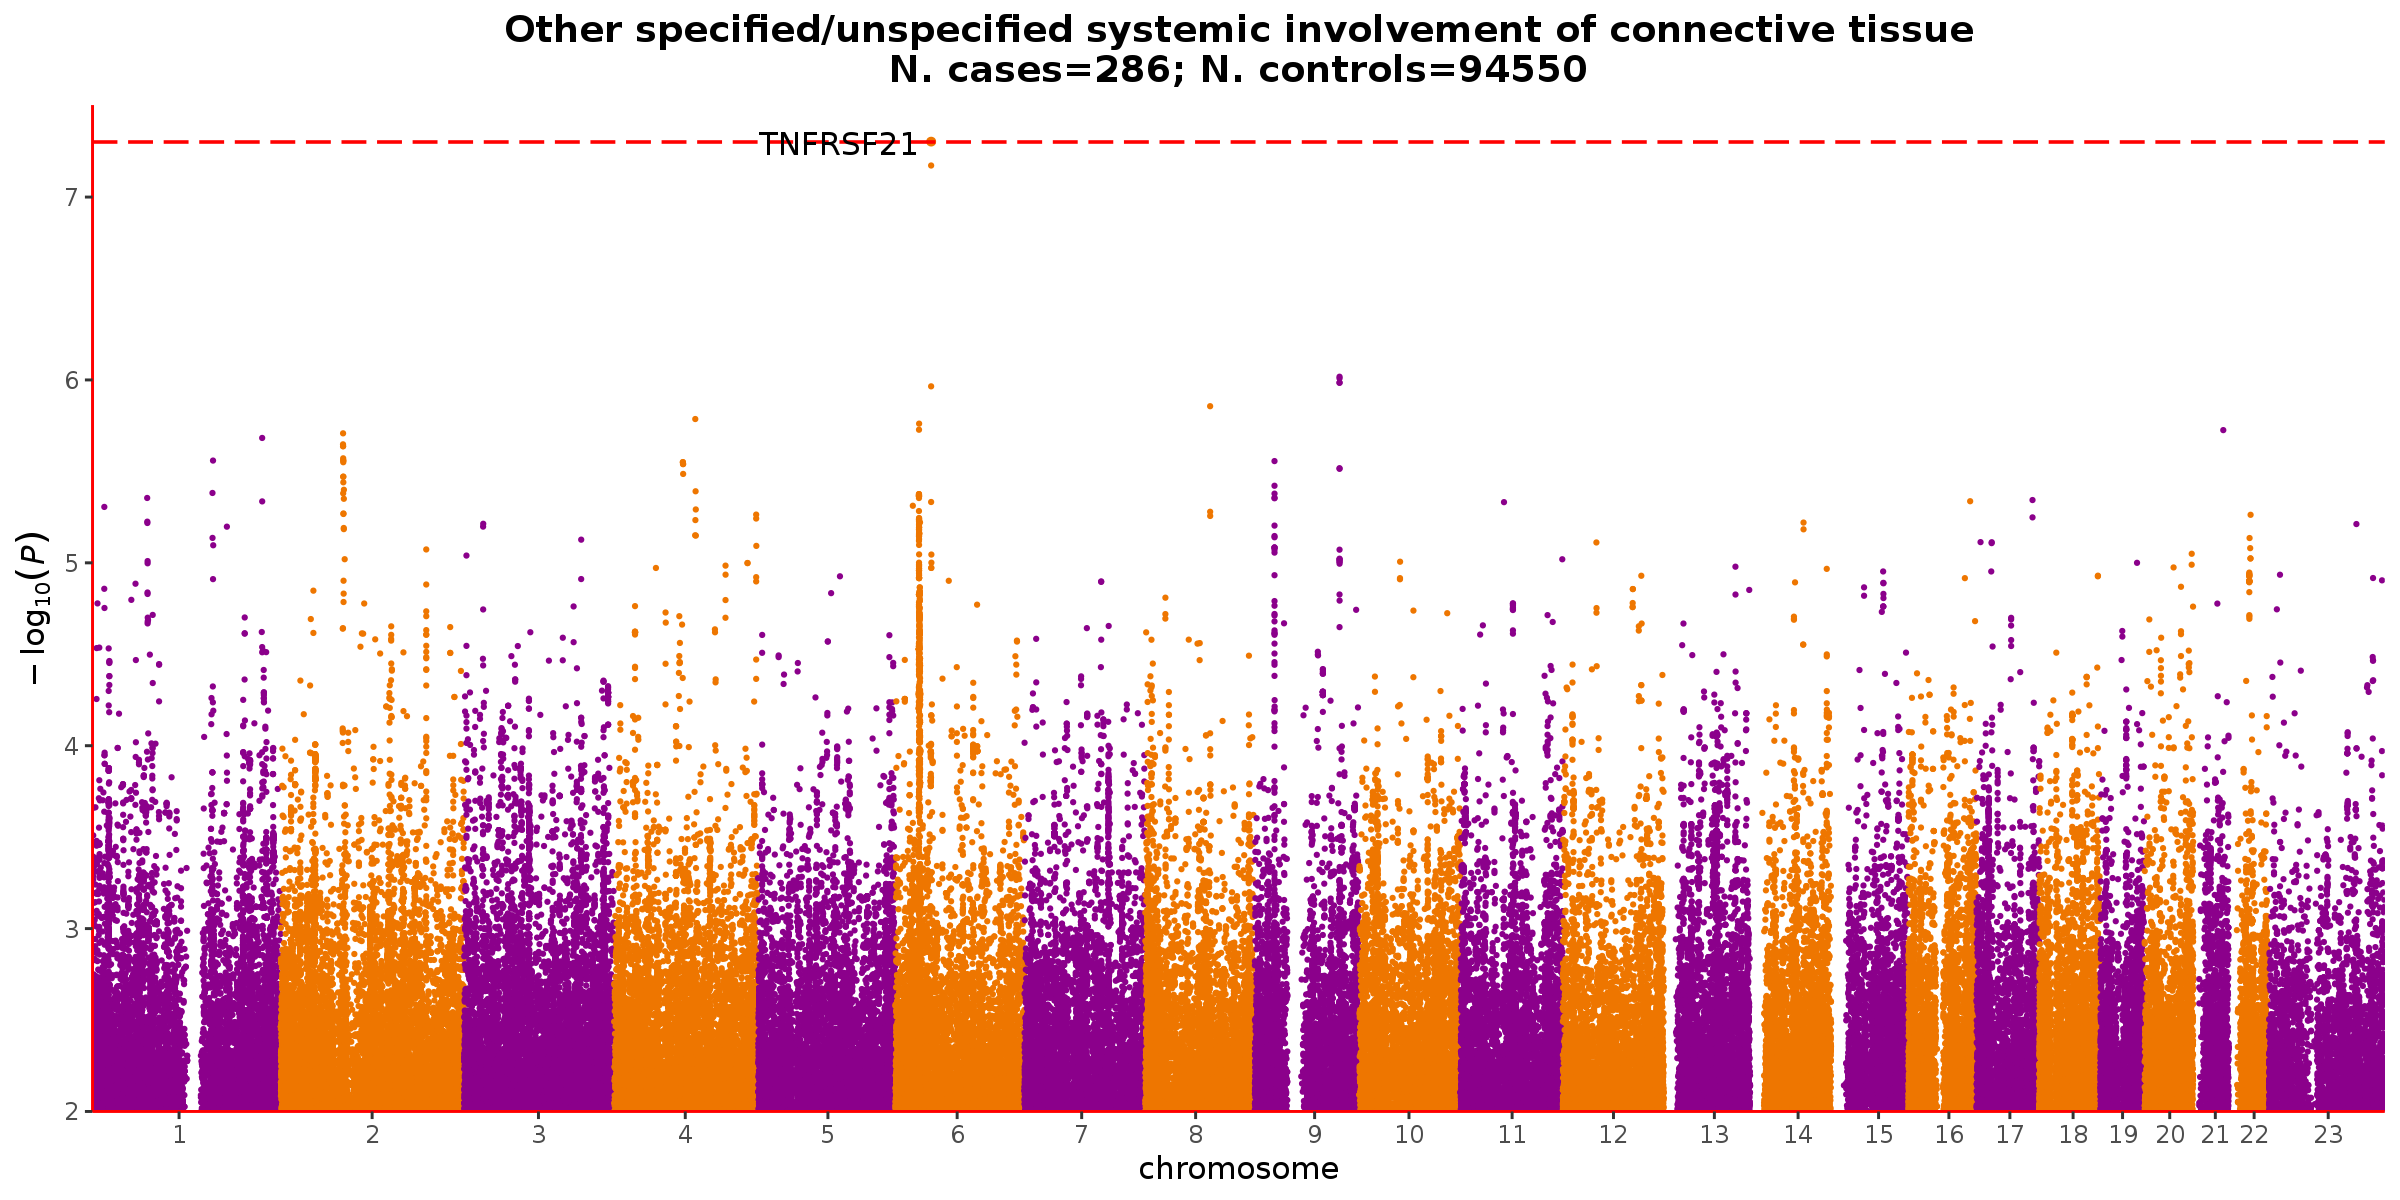 Other specified/unspecified systemic involvement of connective tissue
N. cases=286; N. controls=94550
TNFRSF21
7
6
5
4
3
2
− log₁₀(P)
1 2 3 4 5 6 7 8 9 10 11 12 13 14 15 16 17 18 19 20 21 22 23
chromosome